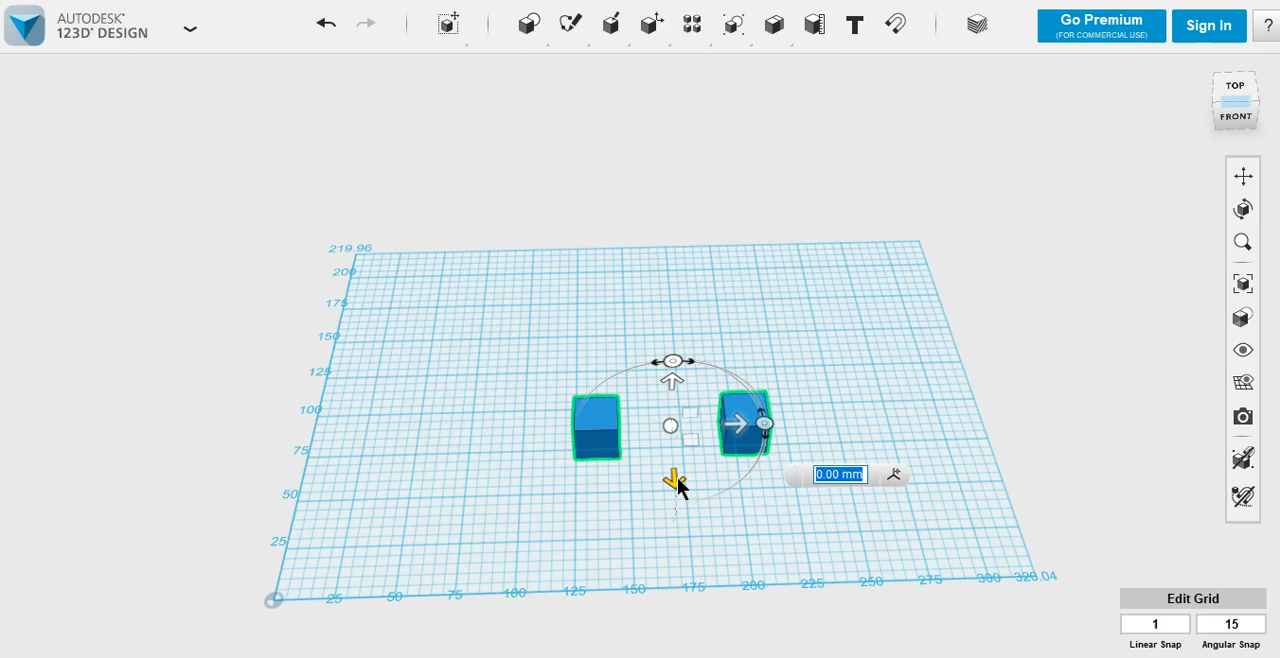 AUTODESK®
123D® DESIGN
T
Go Premium
(FOR COMMERCIAL USE)
Sign In
?
TOP
FRONT
219.96
200
175
150
125
100
75
50
25
25 50 75 100 125 150 175 200 225 250 275 300 320.04
0.00 mm
Edit Grid
1 15
Linear Snap Angular Snap